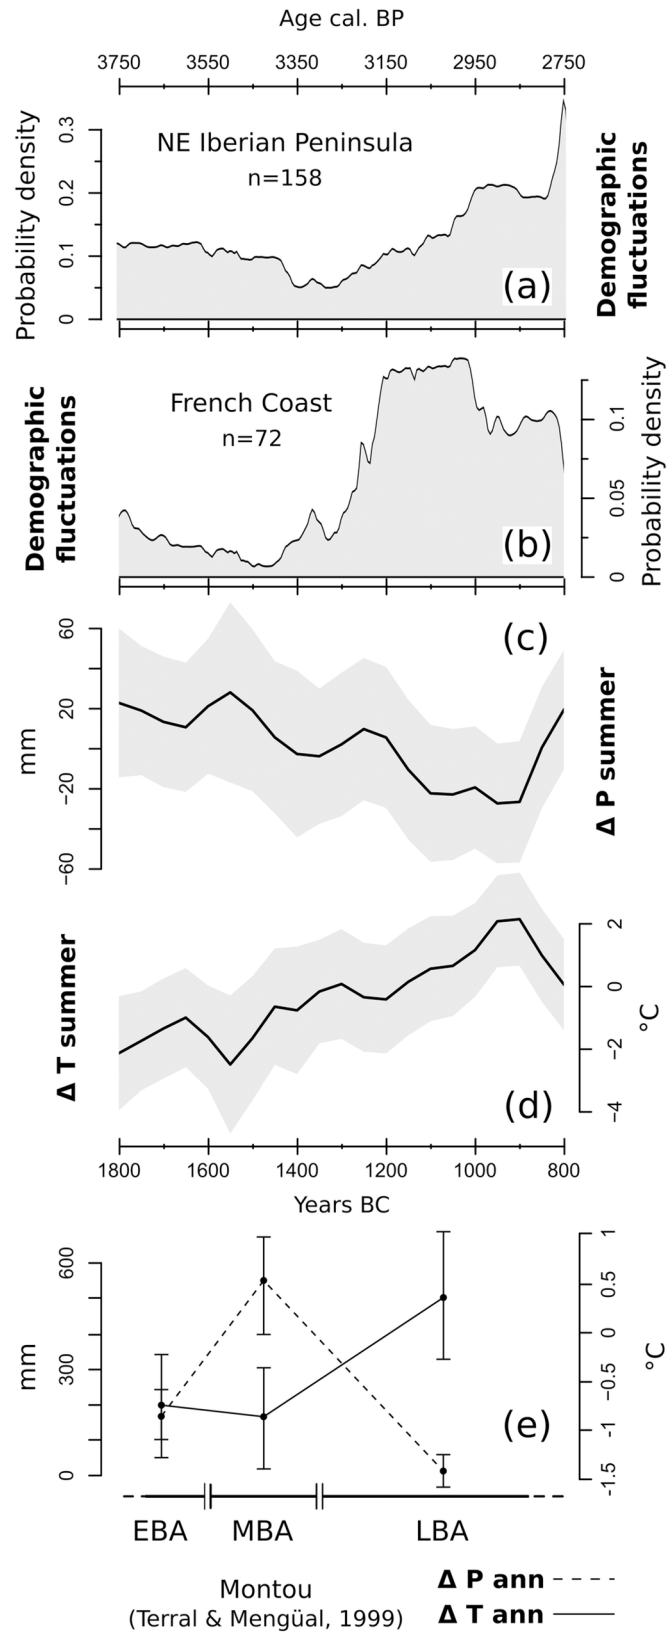 Age cal. BP
3750 3550 3350 3150 2950 2750
Probability density
0 0.1 0.2 0.3
NE Iberian Peninsula
n=158
(a)
Demographic
fluctuations
Demographic
fluctuations
French Coast
n=72
(b)
0 0.05 0.1
Probability density
mm
−60 −20 20 60
(c)
Δ P summer
Δ T summer
(d)
−4 −2 0 2
°C
1800 1600 1400 1200 1000 800
Years BC
mm
0 300 600
(e)
-1.5 -1 −0.5 0 0.5 1
°C
EBA MBA LBA
Montou
(Terral & Mengüal, 1999)
Δ P ann
Δ T ann